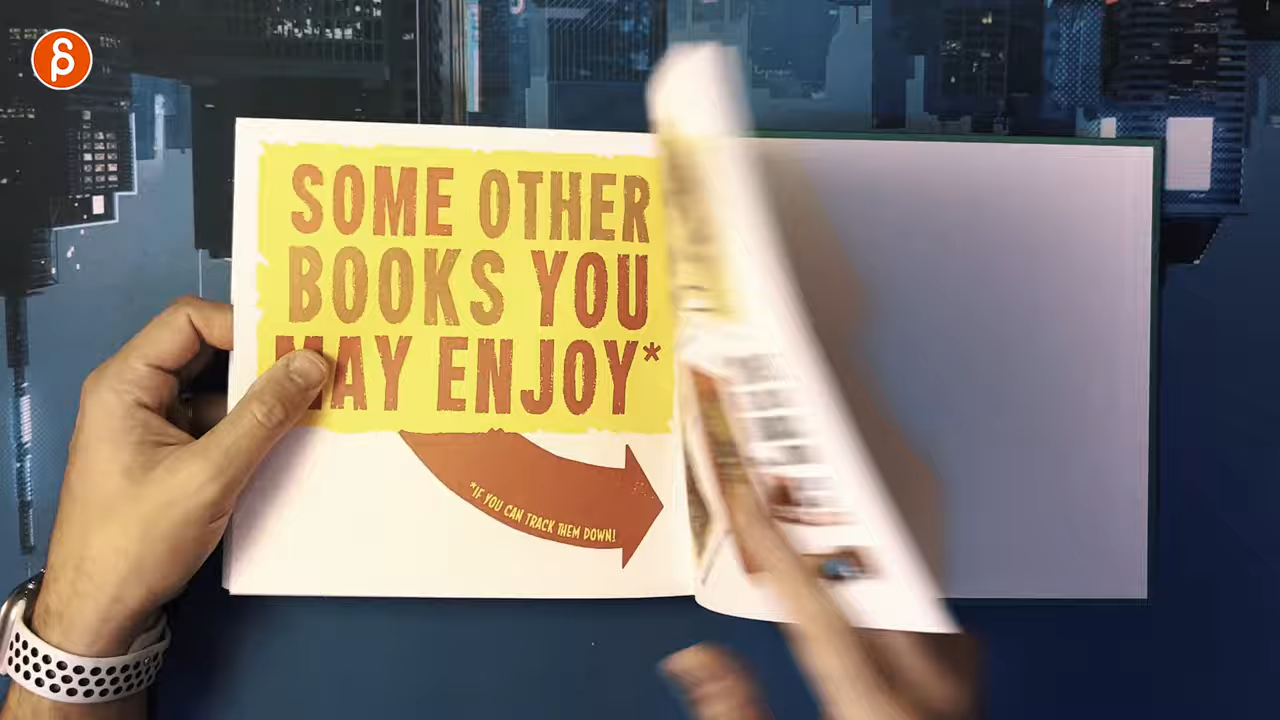 SOME OTHER
BOOKS YOU
MAY ENJOY*
*IF YOU CAN TRACK THEM DOWN!